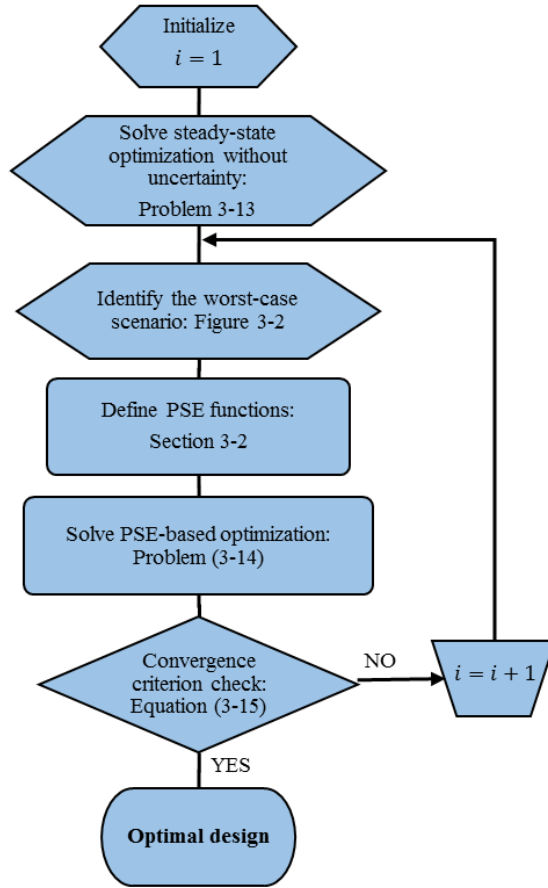 Initialize
i = 1
Solve steady-state
optimization without
uncertainty:
Problem 3-13
Identify the worst-case
scenario: Figure 3-2
Define PSE functions:
Section 3-2
Solve PSE-based optimization:
Problem (3-14)
Convergence
criterion check:
Equation (3-15)
NO
i = i + 1
YES
Optimal design